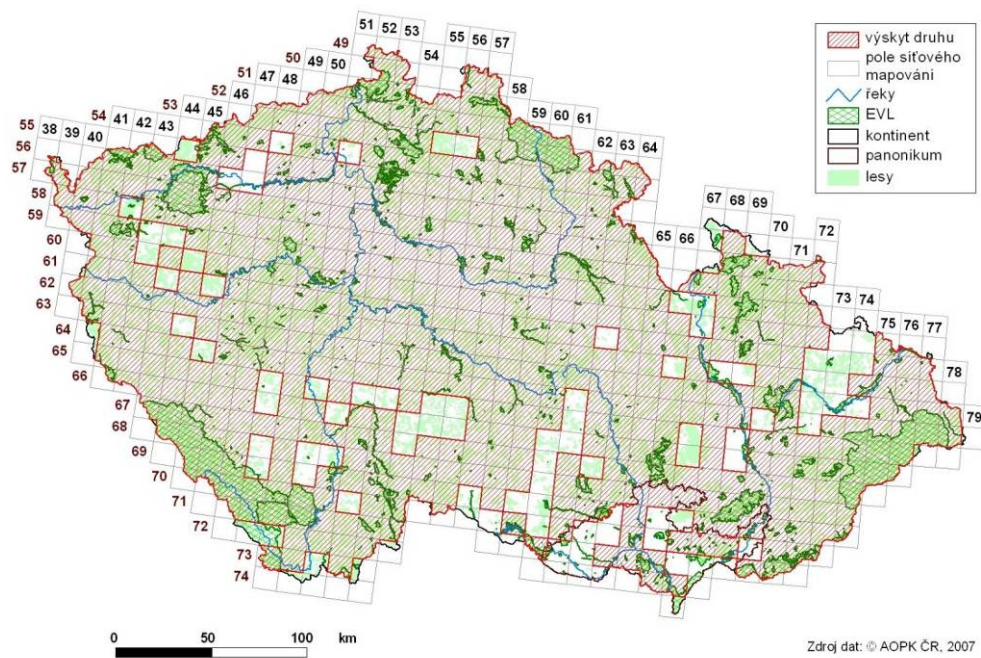 51 52 53
55 56 57
49
54
50
49 50
51
47 48
58
52
46
59 60 61
53
44 45
54
41 42 43
62 63 64
55
38 39 40
56
57
67 68 69
58
70
72
59
65 66
71
60
61
73 74
62
75 76 77
63
64
78
65
66
79
67
68
69
70
71
72
73
74
výskyt druhu
pole síťového
mapování
řeky
EVL
kontinent
panonikum
lesy
0 50 100 km
Zdroj dat: © AOPK ČR, 2007